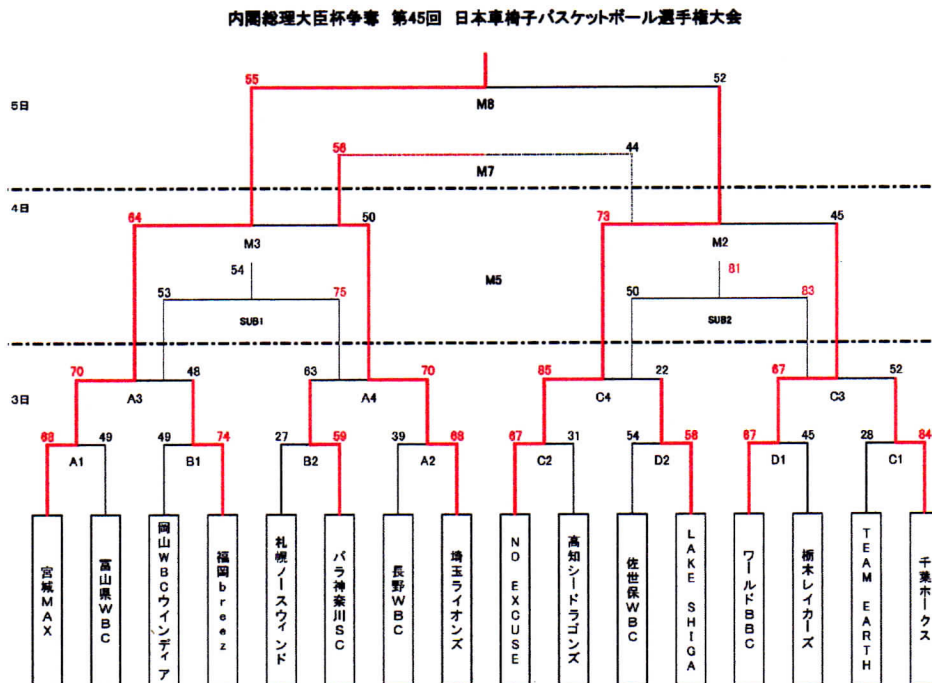 内閣総理大臣杯争奪 第45回 日本車椅子バスケットボール選手権大会
55
52
5日
M8
56
44
M7
4日
64
50
73
45
M3
M2
54
81
M5
53
75
50
83
SUB1
SUB2
70
48
63
70
85
22
67
52
3日
A3
A4
C4
C3
68
49
49
74
27
59
39
68
67
31
54
56
67
45
28
84
A1
B1
B2
A2
C2
D2
D1
C1
宮城MAX
富山県WBC
岡山WBCウインディア
福岡breez
札幌ノースウィンド
パラ神奈川SC
長野WBC
埼玉ライオンズ
NO EXCUSE
高知シードラゴンズ
佐世保WBC
LAKE SHIGA
ワールドBBC
栃木レイカーズ
TEAM EARTH
千葉ホークス